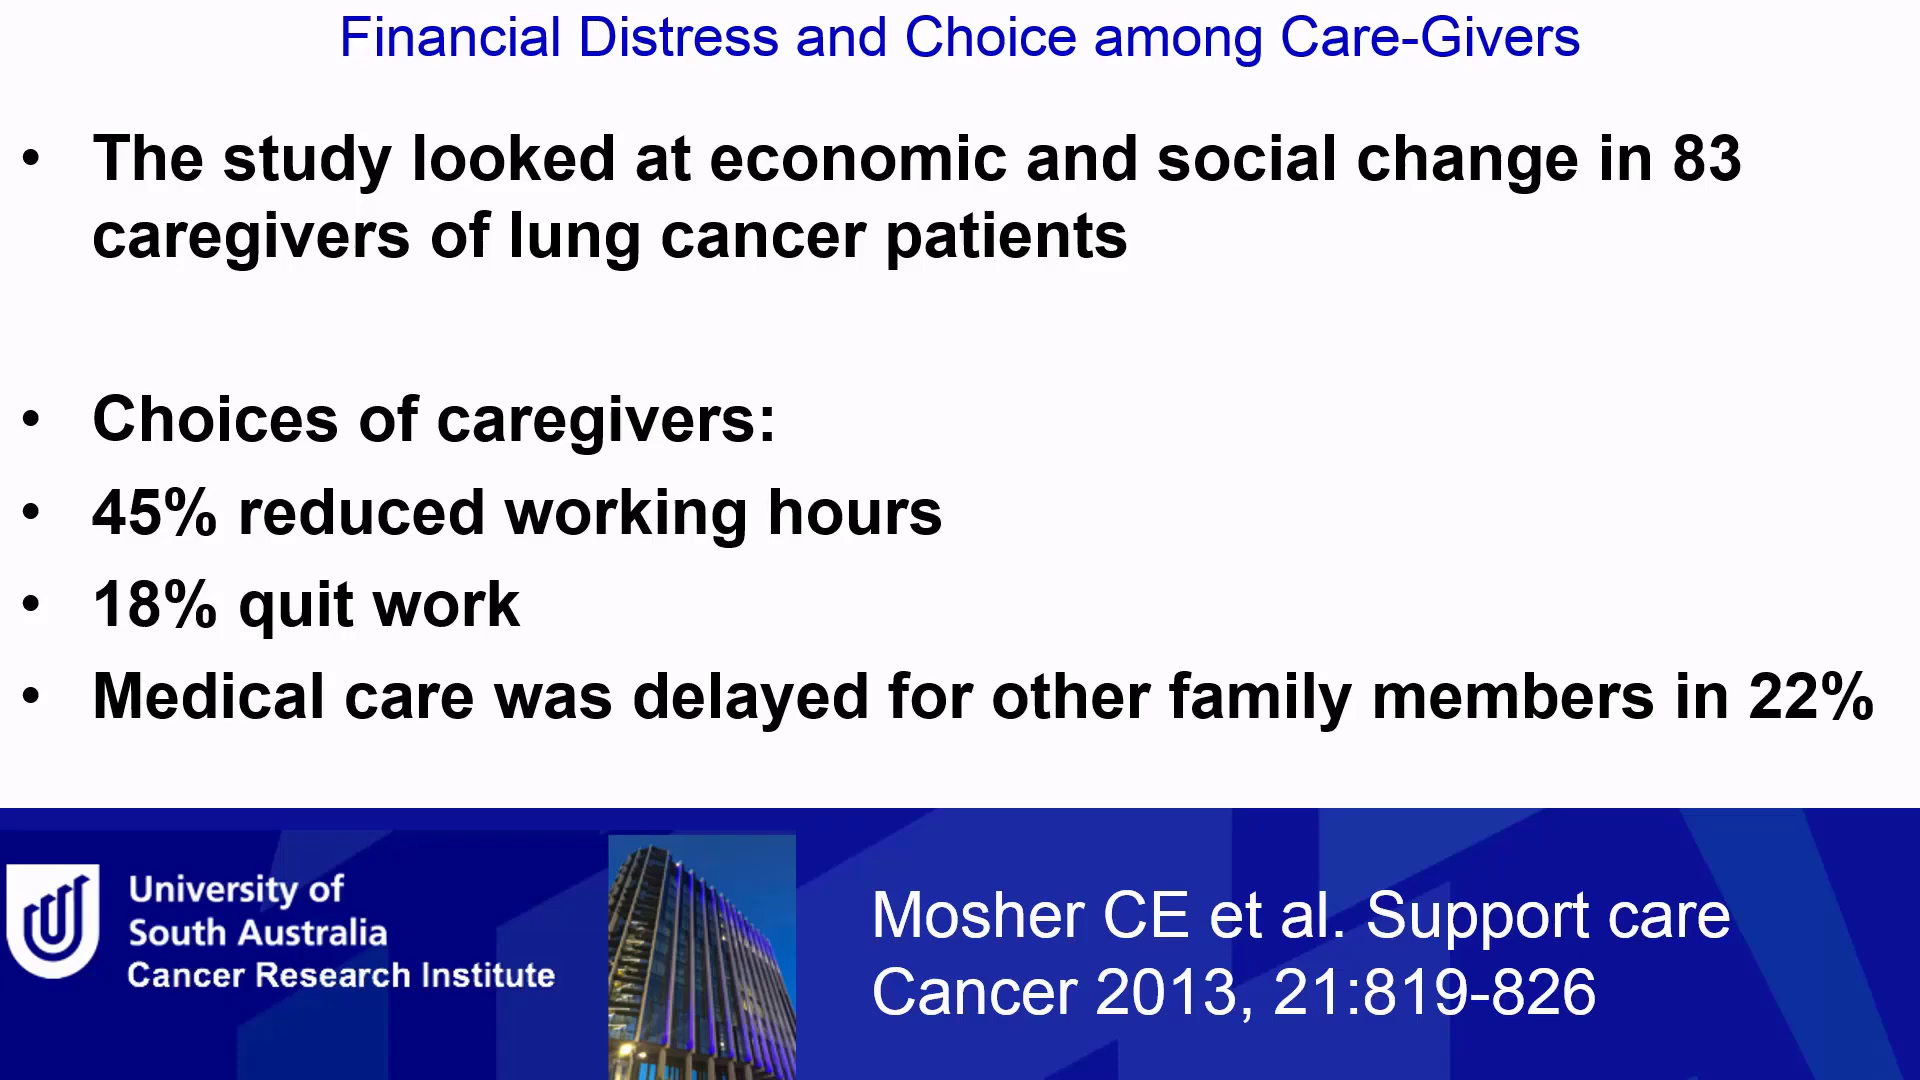 Financial Distress and Choice among Care-Givers
• The study looked at economic and social change in 83
caregivers of lung cancer patients
• Choices of caregivers:
• 45% reduced working hours
• 18% quit work
• Medical care was delayed for other family members in 22%
University of
South Australia
Cancer Research Institute
Mosher CE et al. Support care
Cancer 2013, 21:819-826